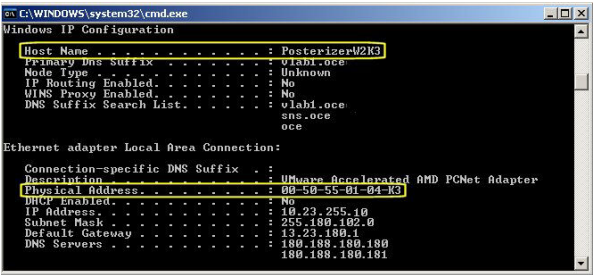 C:\WINDOWS\system32\cmd.exe
Windows IP Configuration
Host Name . . . . . . . . . . . . : PosterizerW2K3
Primary Dns Suffix . . . . . . . : vlab1.oce
Node Type . . . . . . . . . . . . : Unknown
IP Routing Enabled. . . . . . . . : No
WINS Proxy Enabled. . . . . . . . : No
DNS Suffix Search List. . . . . . : vlab1.oce
sns.oce
oce
Ethernet adapter Local Area Connection:
Connection-specific DNS Suffix . :
Description . . . . . . . . . . . : VMware Accelerated AMD PCNet Adapter
Physical Address. . . . . . . . . : 00-50-55-01-04-K3
DHCP Enabled. . . . . . . . . . . : No
IP Address. . . . . . . . . . . . : 10.23.255.10
Subnet Mask . . . . . . . . . . . : 255.180.102.0
Default Gateway . . . . . . . . . : 13.23.180.1
DNS Servers . . . . . . . . . . . : 180.188.180.180
180.188.180.181